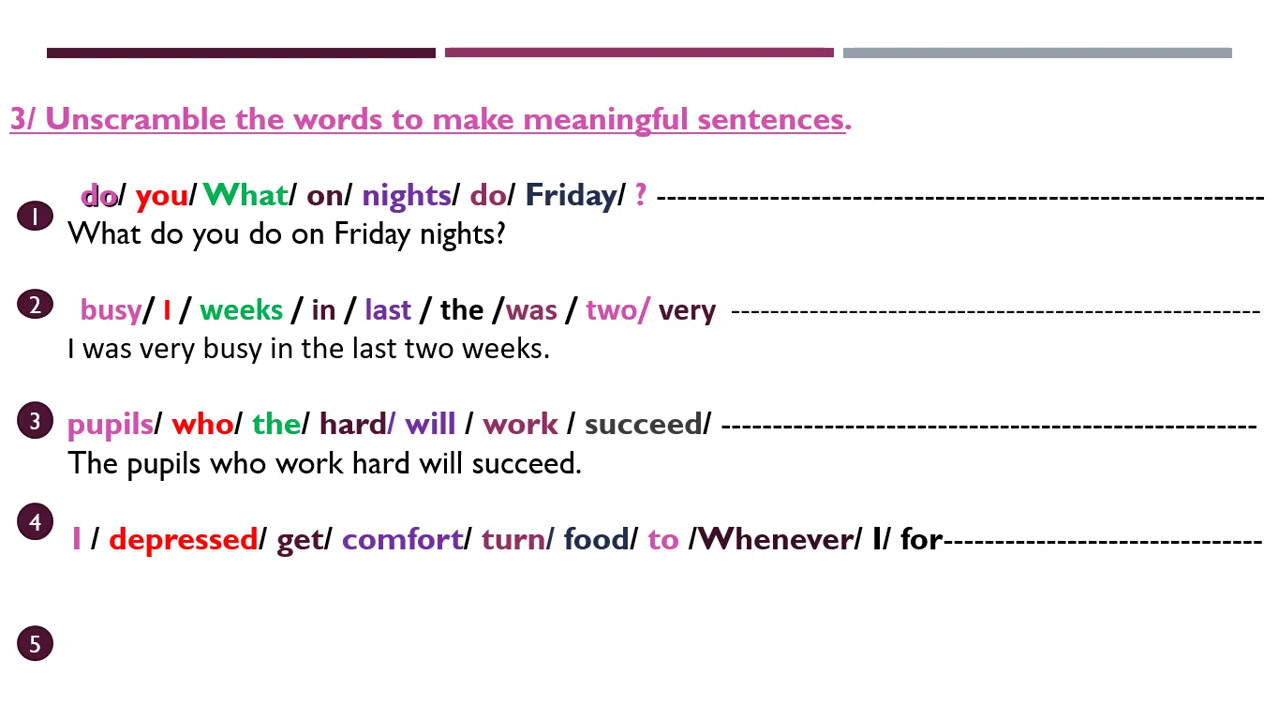 3/ Unscramble the words to make meaningful sentences.
1 do/ you/ What/ on/ nights/ do/ Friday/ ? -----------------------------------------------------------
What do you do on Friday nights?
2 busy/ I / weeks / in / last / the /was / two/ very ----------------------------------------------------
I was very busy in the last two weeks.
3 pupils/ who/ the/ hard/ will / work / succeed/ ----------------------------------------------------
The pupils who work hard will succeed.
4 I / depressed/ get/ comfort/ turn/ food/ to /Whenever/ I/ for-------------------------------
5